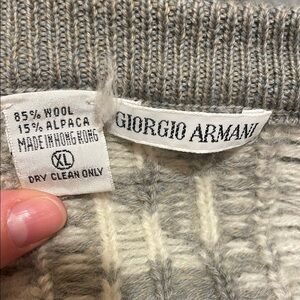 85% WOOL
15% ALPACA
MADE IN HONG KONG
XL
DRY CLEAN ONLY
GIORGIO ARMANI